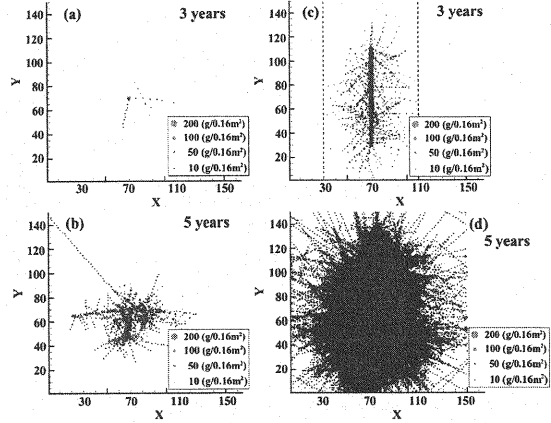 (a) 3 years
140
120
100
80
60
40
20
Y
30 70 110 150
X
200 (g/0.16m²)
100 (g/0.16m²)
50 (g/0.16m²)
10 (g/0.16m²)
(c) 3 years
140
120
100
80
60
40
20
Y
30 70 110 150
X
200 (g/0.16m²)
100 (g/0.16m²)
50 (g/0.16m²)
10 (g/0.16m²)
(b) 5 years
140
120
100
80
60
40
20
0
Y
30 70 110 150
X
200 (g/0.16m²)
100 (g/0.16m²)
50 (g/0.16m²)
10 (g/0.16m²)
(d)
5 years
140
120
100
80
60
40
20
0
Y
30 70 110 150
X
200 (g/0.16m²)
100 (g/0.16m²)
50 (g/0.16m²)
10 (g/0.16m²)